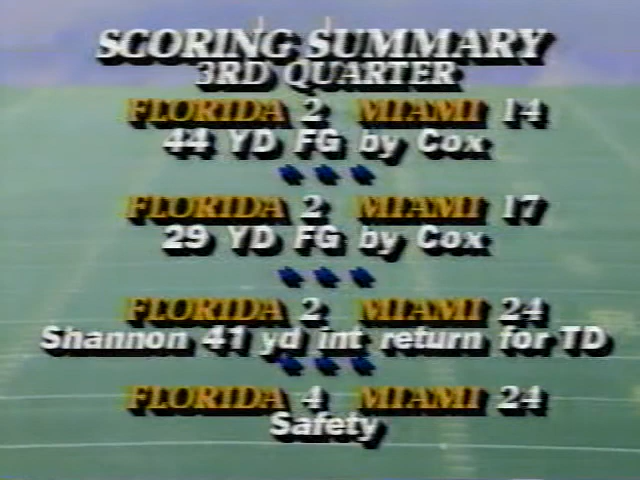 SCORING SUMMARY
3RD QUARTER
FLORIDA 2 MIAMI 14
44 YD FG by Cox
FLORIDA 2 MIAMI 17
29 YD FG by Cox
FLORIDA 2 MIAMI 24
Shannon 41 yd int return for TD
FLORIDA 4 MIAMI 24
Safety